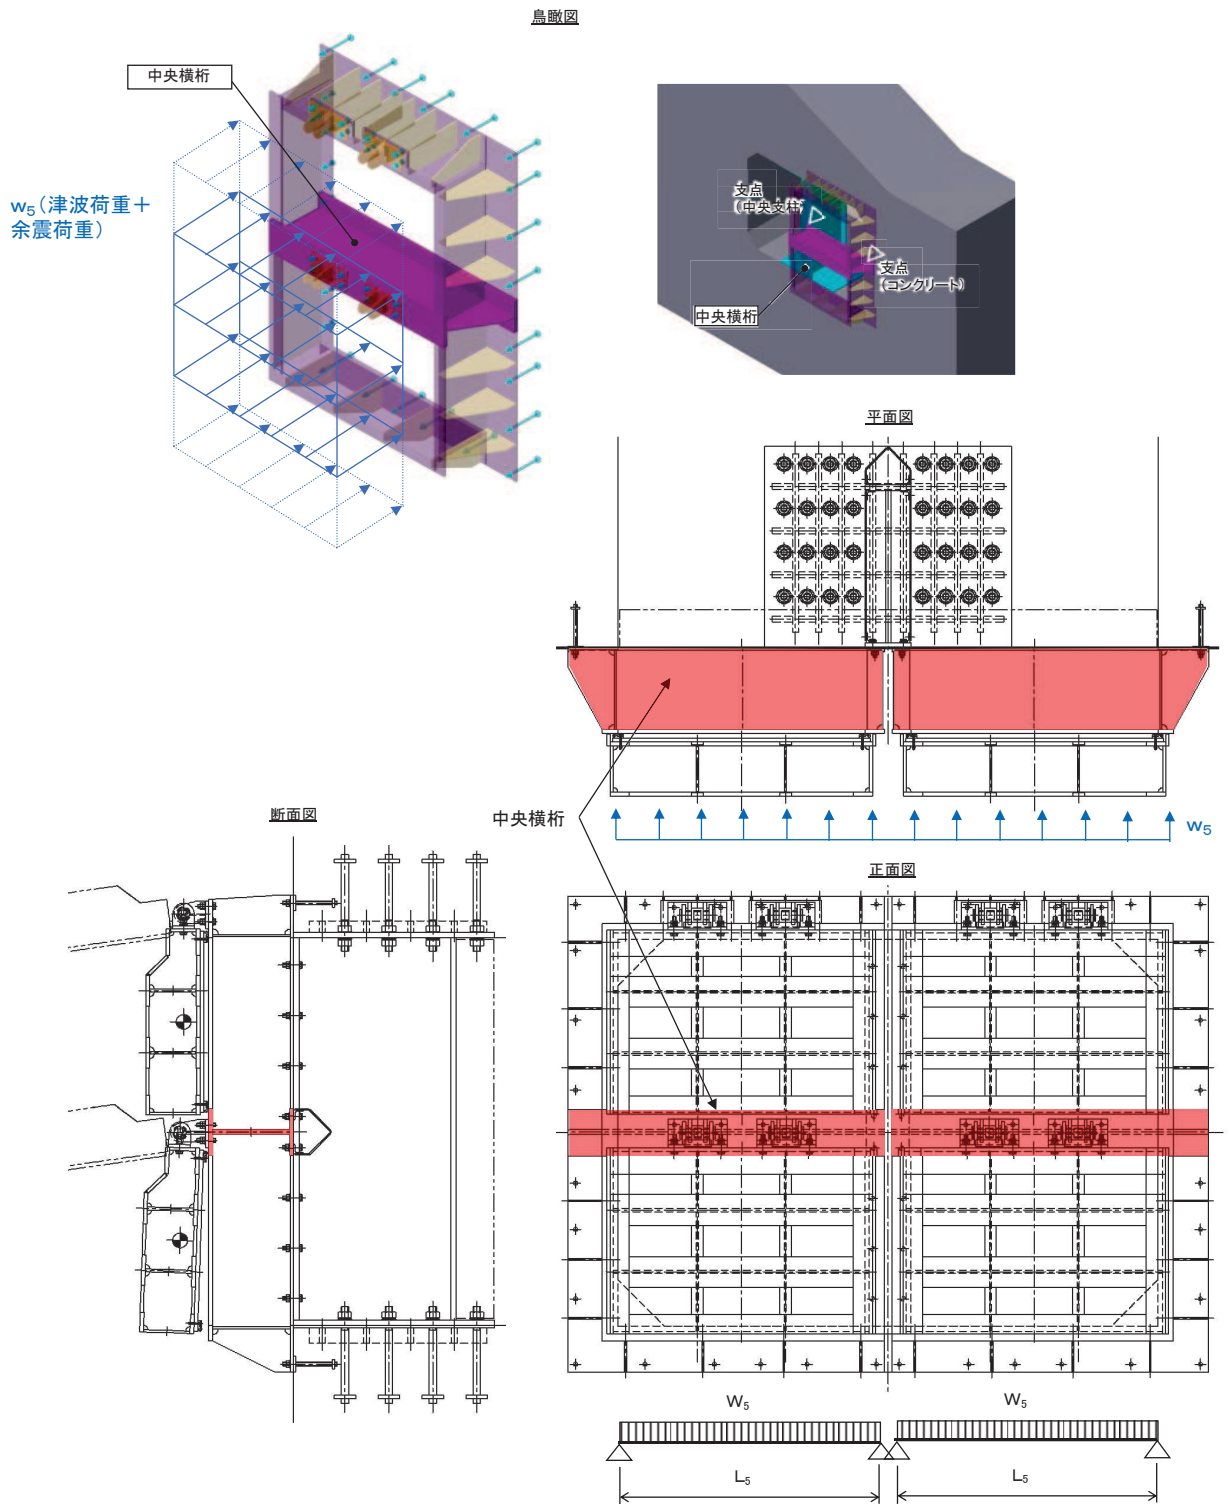 鳥瞰図
中央横桁
w₅(津波荷重＋
余震荷重)
支点
(中央支柱)
支点
(コンクリート)
中央横桁
平面図
中央横桁
w₅
断面図
正面図
W₅
W₅
L₅
L₅